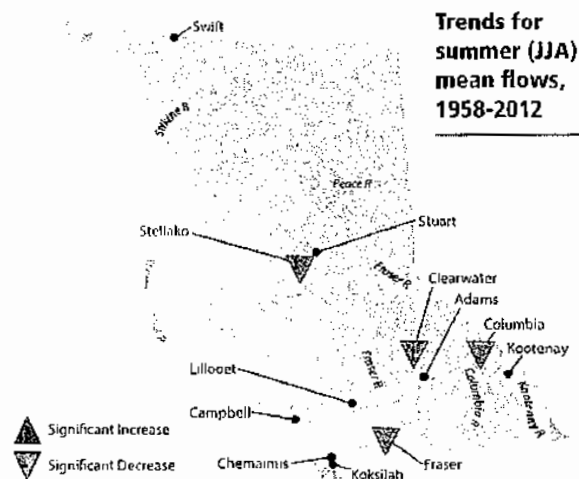 Trends for
summer (JJA)
mean flows,
1958-2012
Swift
Stikine R
Peace R
Stellako
Stuart
Fraser R
Clearwater
Adams
Columbia
Kootenay
Lillooet
Fraser R
Columbia R
Kootenay R
Campbell
Significant Increase
Significant Decrease
Chemainus
Koksilah
Fraser